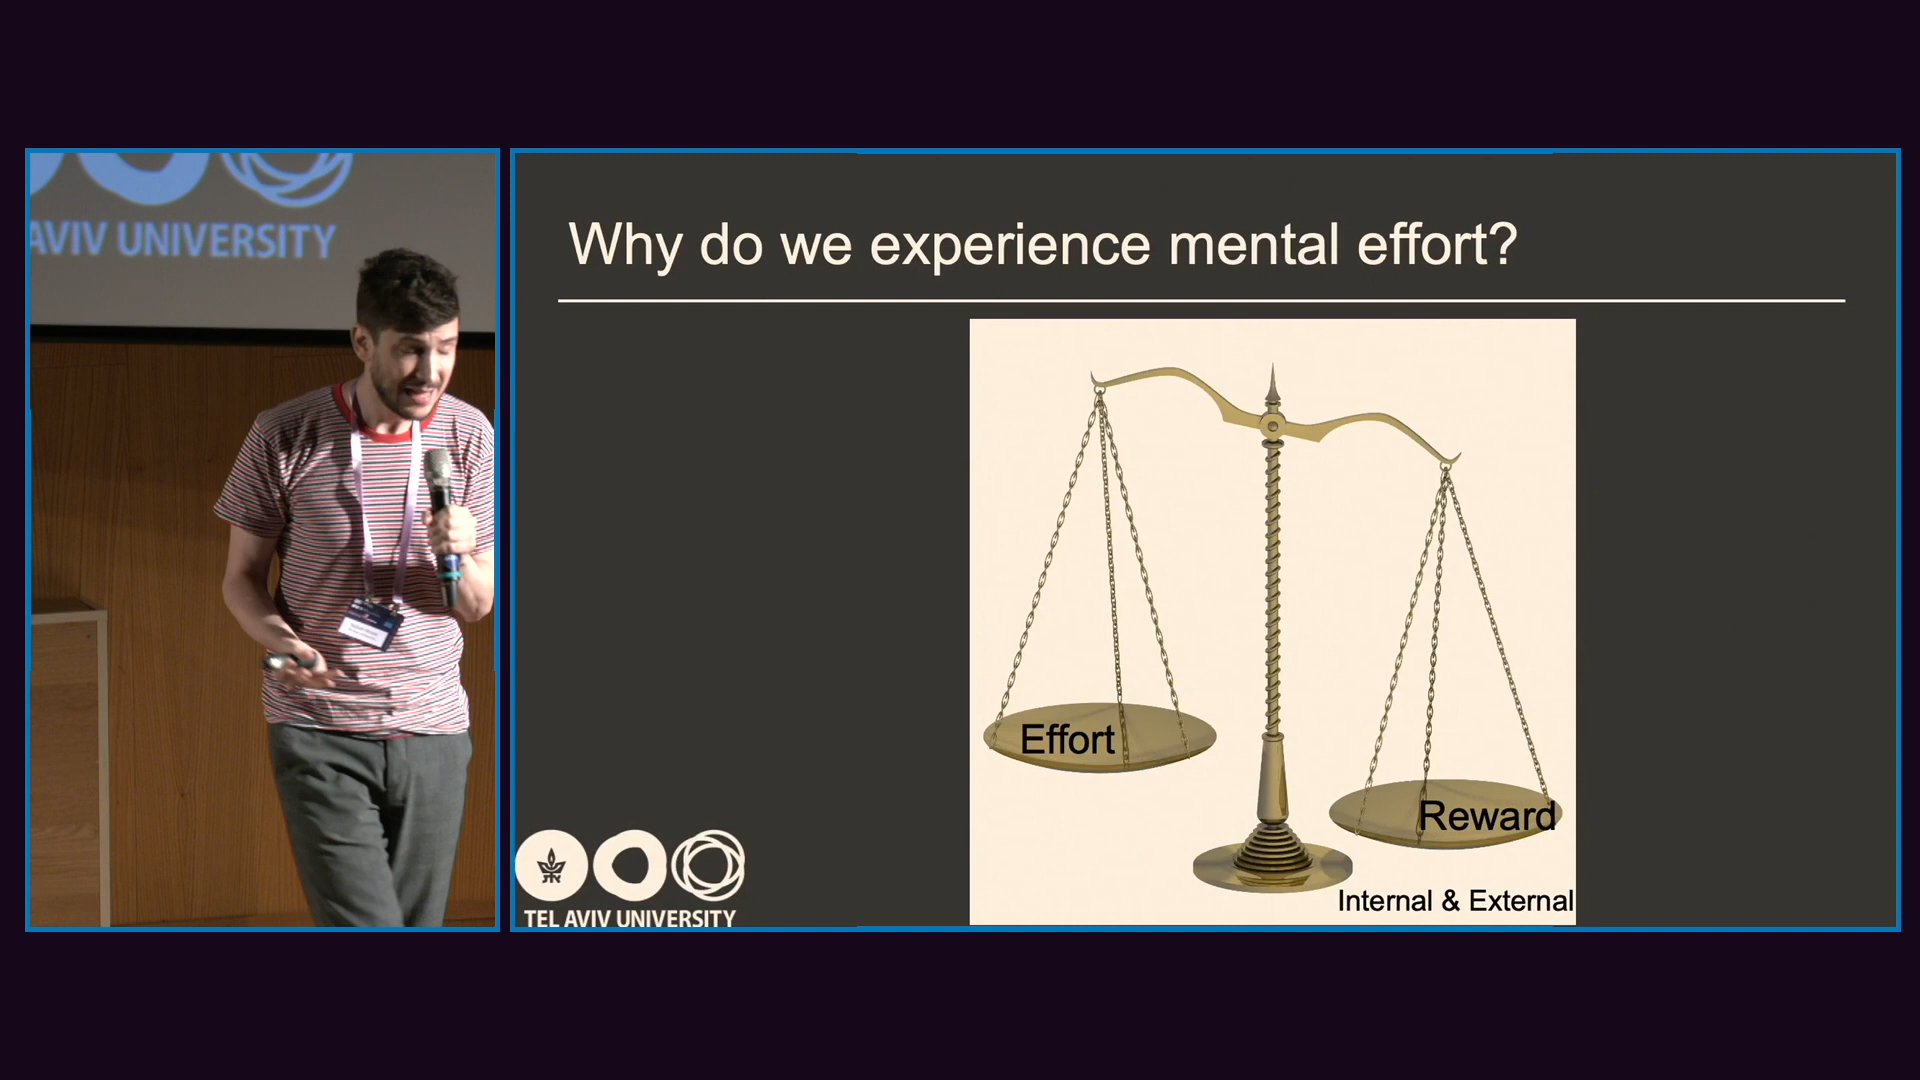 AVIV UNIVERSITY
Why do we experience mental effort?
Effort
Reward
Internal & External
TEL AVIV UNIVERSITY